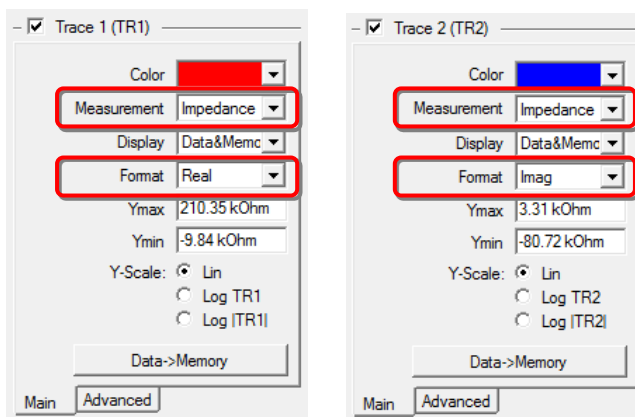 Trace 1 (TR1)
Color
Measurement Impedance
Display Data&Memc
Format Real
Ymax 210.35 kOhm
Ymin -9.84 kOhm
Y-Scale: Lin
Log TR1
Log |TR1|
Data->Memory
Main Advanced
Trace 2 (TR2)
Color
Measurement Impedance
Display Data&Memc
Format Imag
Ymax 3.31 kOhm
Ymin -80.72 kOhm
Y-Scale: Lin
Log TR2
Log |TR2|
Data->Memory
Main Advanced